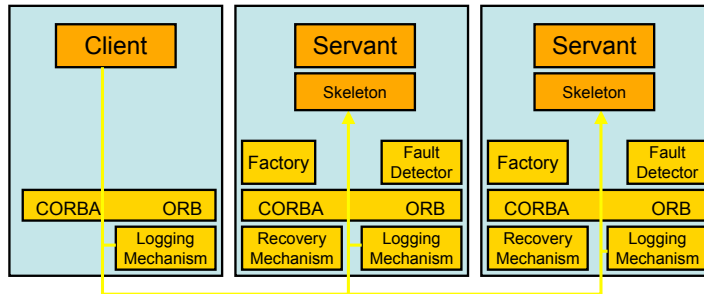 Client
CORBA ORB
Logging
Mechanism
Servant
Skeleton
Factory
Fault
Detector
CORBA ORB
Recovery
Mechanism
Logging
Mechanism
Servant
Skeleton
Factory
Fault
Detector
CORBA ORB
Recovery
Mechanism
Logging
Mechanism